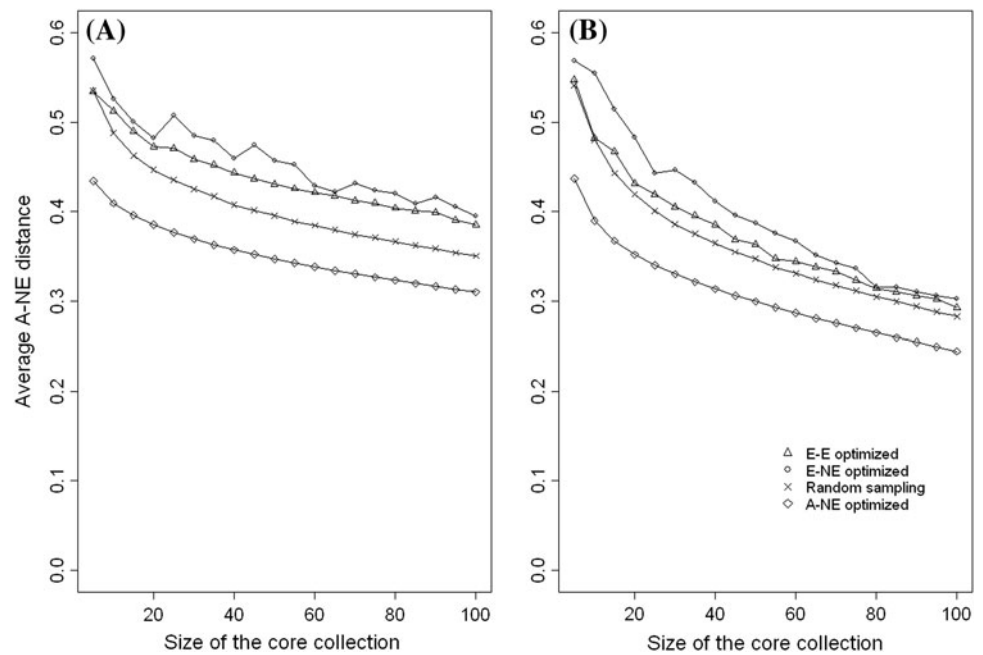 (A)
Average A-NE distance
0.6
0.5
0.4
0.3
0.2
0.1
0.0
20 40 60 80 100
Size of the core collection
(B)
0.6
0.5
0.4
0.3
0.2
0.1
0.0
E-E optimized
E-NE optimized
Random sampling
A-NE optimized
20 40 60 80 100
Size of the core collection